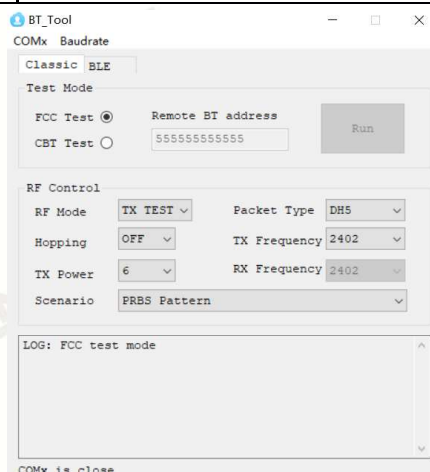 BT_Tool
COMx Baudrate
Classic BLE
Test Mode
FCC Test Remote BT address
Run
CBT Test 555555555555
RF Control
RF Mode TX TEST Packet Type DH5
Hopping OFF TX Frequency 2402
TX Power 6 RX Frequency 2402
Scenario PRBS Pattern
LOG: FCC test mode
COMx is close